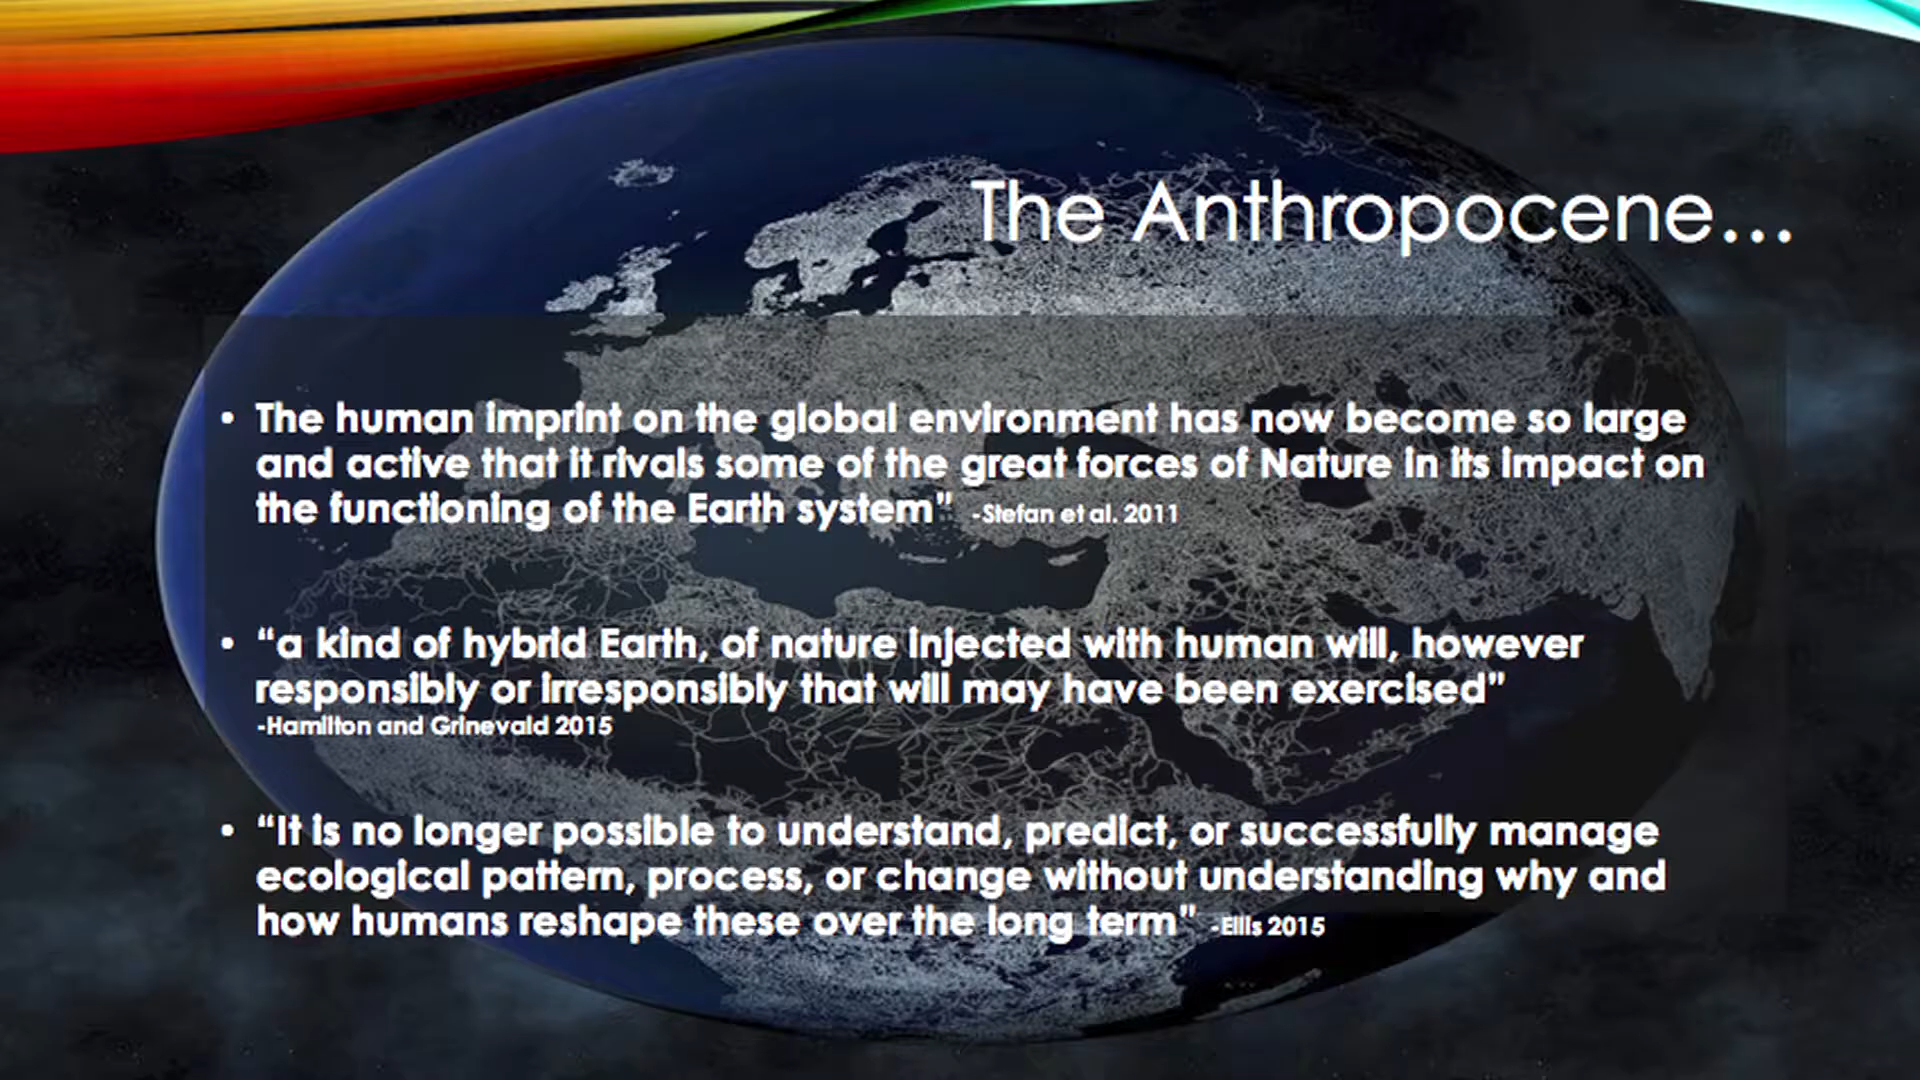 The Anthropocene...
• The human imprint on the global environment has now become so large
and active that it rivals some of the great forces of Nature in its impact on
the functioning of the Earth system” -Stefan et al. 2011
• “a kind of hybrid Earth, of nature injected with human will, however
responsibly or irresponsibly that will may have been exercised”
-Hamilton and Grinevald 2015
• “It is no longer possible to understand, predict, or successfully manage
ecological pattern, process, or change without understanding why and
how humans reshape these over the long term” -Ellis 2015